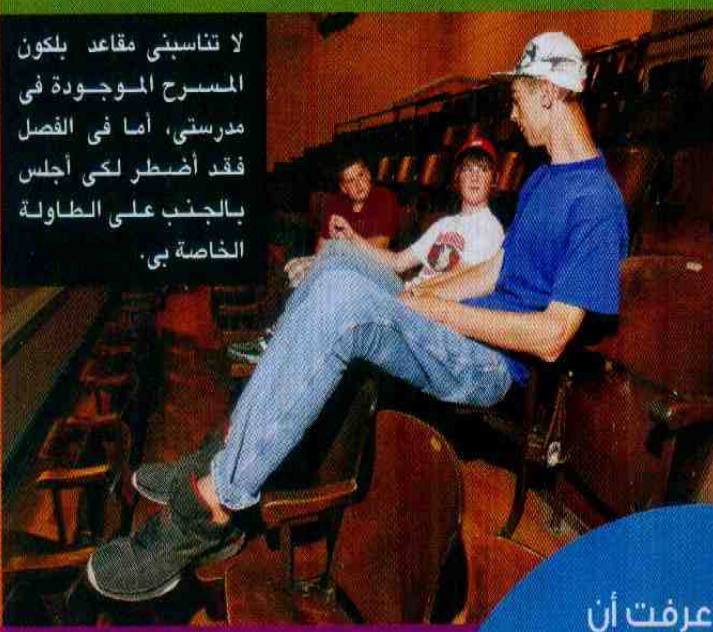 لا تناسبنى مقاعد بلكون
المسرح الموجودة فى
مدرستى، أما فى الفصل
فقد أضطر لكى أجلس
بالجنب على الطاولة
الخاصة بى.
عرفت أن